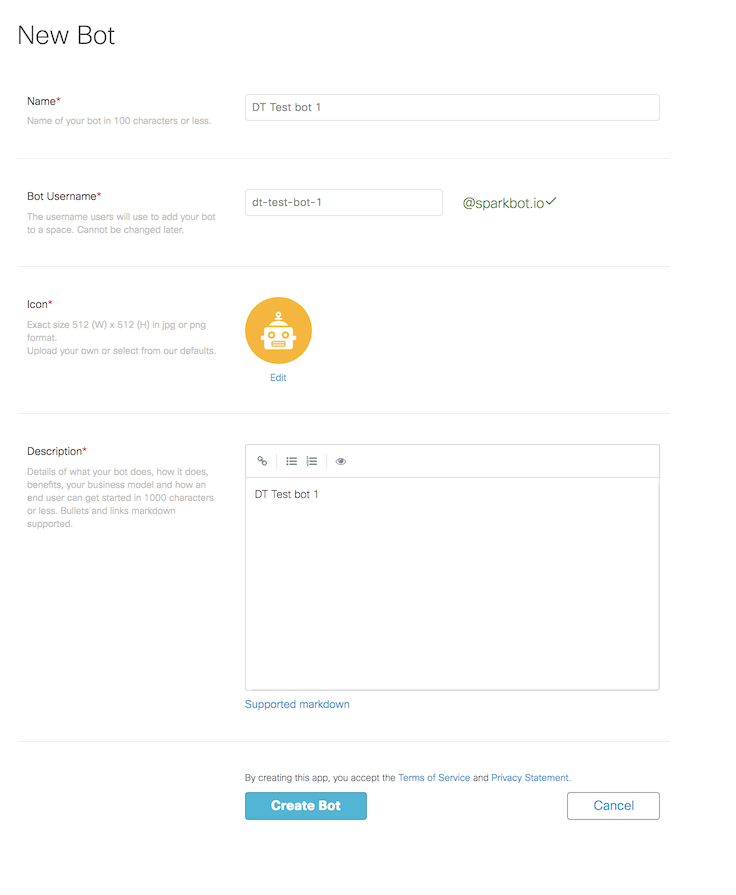 New Bot
Name*
Name of your bot in 100 characters or less.
DT Test bot 1
Bot Username*
The username users will use to add your bot
to a space. Cannot be changed later.
dt-test-bot-1
@sparkbot.io
Icon*
Exact size 512 (W) x 512 (H) in jpg or png
format.
Upload your own or select from our defaults.
Edit
Description*
Details of what your bot does, how it does,
benefits, your business model and how an
end user can get started in 1000 characters
or less. Bullets and links markdown
supported.
DT Test bot 1
Supported markdown
By creating this app, you accept the Terms of Service and Privacy Statement.
Create Bot
Cancel